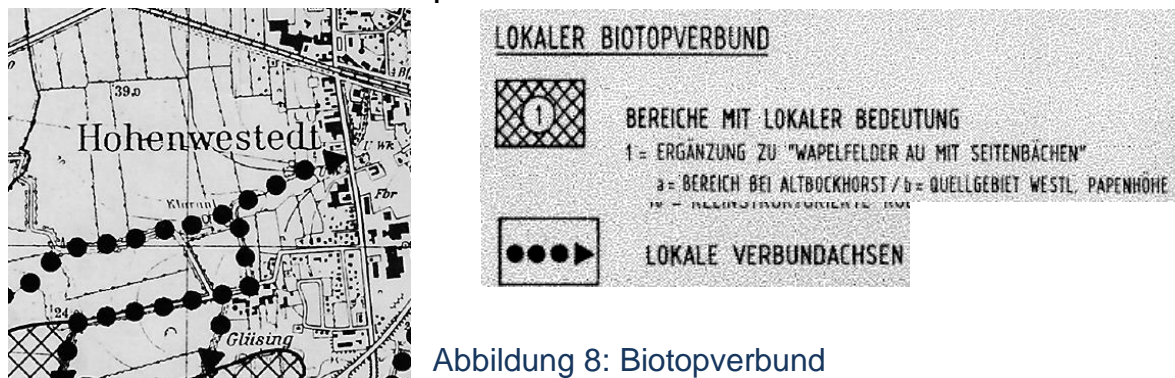 39,0
Hohenwestedt
Fbr
24
Glüsing
LOKALER BIOTOPVERBUND
1
BEREICHE MIT LOKALER BEDEUTUNG
1 = ERGÄNZUNG ZU "WAPELFELDER AU MIT SEITENBÄCHEN"
a = BEREICH BEI ALTBOCKHORST / b = QUELLGEBIET WESTL. PAPENHÖHE
LOKALE VERBUNDACHSEN
Abbildung 8: Biotopverbund